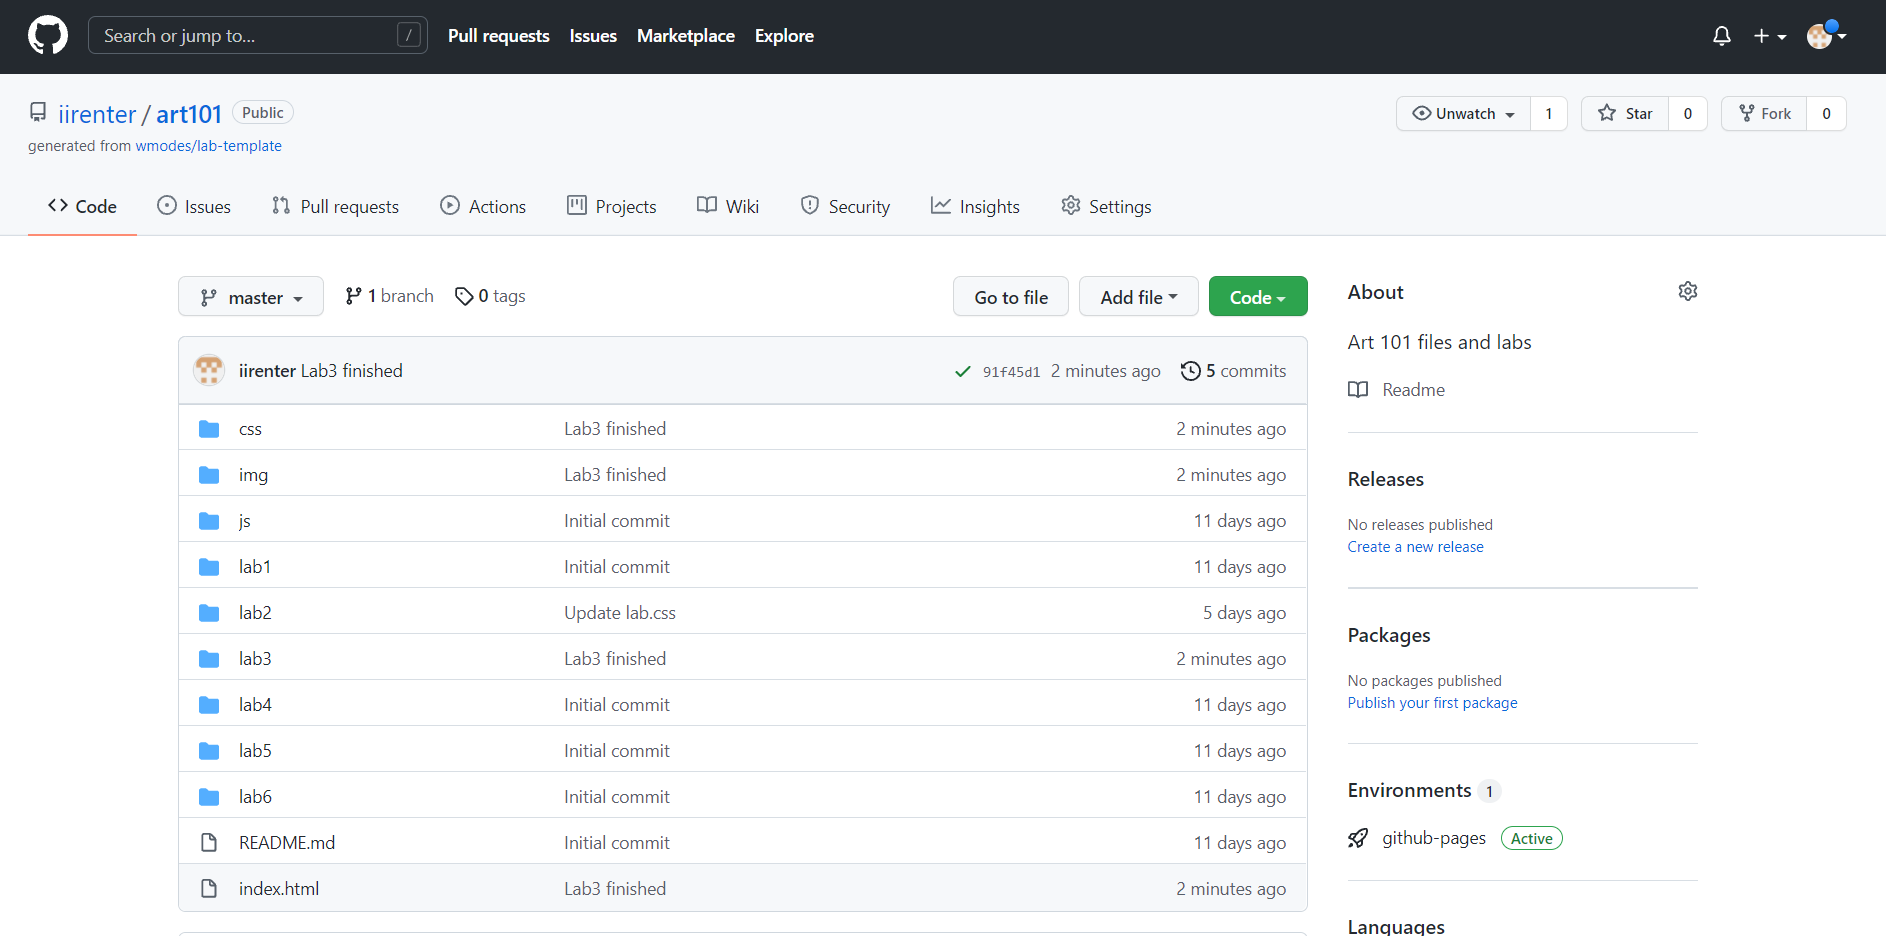 Search or jump to... / Pull requests Issues Marketplace Explore
iirenter / art101 Public Unwatch 1 Star 0 Fork 0
generated from wmodes/lab-template
Code Issues Pull requests Actions Projects Wiki Security Insights Settings
master 1 branch 0 tags Go to file Add file Code
iirenter Lab3 finished 91f45d1 2 minutes ago 5 commits
css Lab3 finished 2 minutes ago
img Lab3 finished 2 minutes ago
js Initial commit 11 days ago
lab1 Initial commit 11 days ago
lab2 Update lab.css 5 days ago
lab3 Lab3 finished 2 minutes ago
lab4 Initial commit 11 days ago
lab5 Initial commit 11 days ago
lab6 Initial commit 11 days ago
README.md Initial commit 11 days ago
index.html Lab3 finished 2 minutes ago
About
Art 101 files and labs
Readme
Releases
No releases published
Create a new release
Packages
No packages published
Publish your first package
Environments 1
github-pages Active
Languages